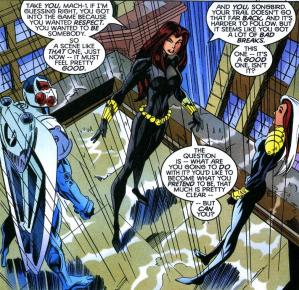 TAKE YOU, MACH-1. IF I'M
GUESSING RIGHT, YOU GOT
INTO THE GAME BECAUSE
YOU WANTED RESPECT.
YOU WANTED TO BE
SOMEBODY.
SO
A SCENE LIKE
THAT ONE, JUST
NOW -- IT MUST
FEEL PRETTY
GOOD.
AND YOU, SONGBIRD.
YOUR TRAIL DOESN'T GO
THAT FAR BACK, AND IT'S
HARDER TO FOLLOW. BUT
IT SEEMS LIKE YOU GOT
A LOT OF BAD
BREAKS.
THIS
ONE -- IT'S
A GOOD
ONE, ISN'T
IT?
THE
QUESTION
IS -- WHAT ARE
YOU GOING TO DO
WITH IT? YOU'D LIKE TO
BECOME WHAT YOU
PRETEND TO BE, THAT
MUCH IS PRETTY
CLEAR --
-- BUT
CAN
YOU?